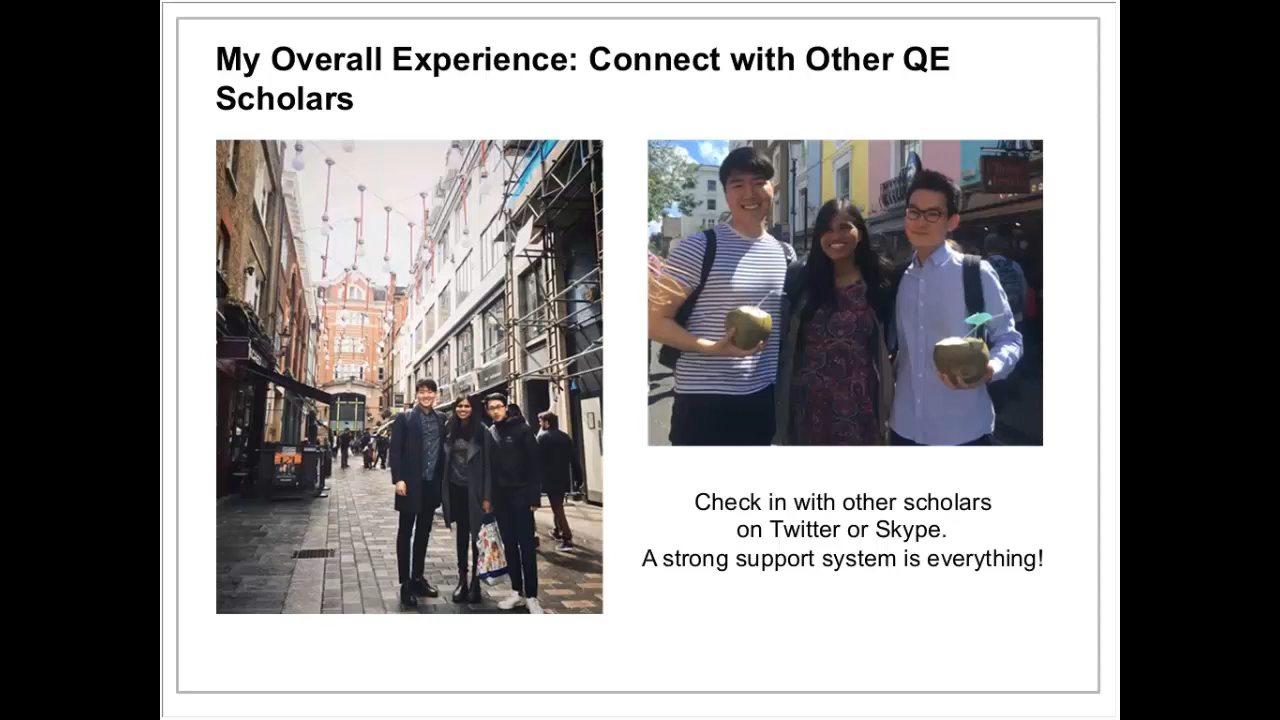 My Overall Experience: Connect with Other QE
Scholars
Check in with other scholars
on Twitter or Skype.
A strong support system is everything!